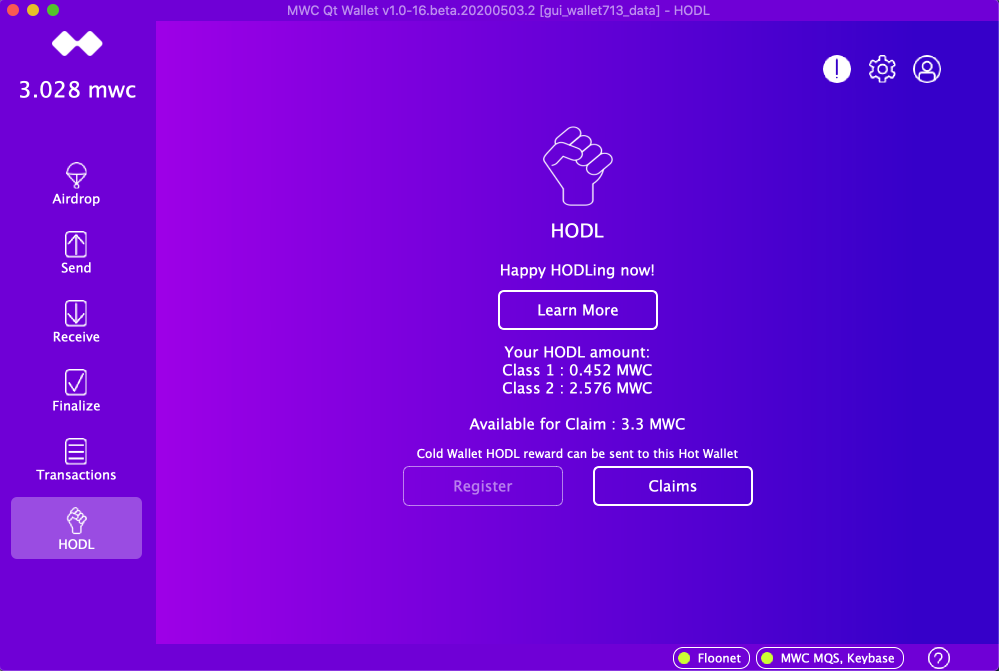 MWC Qt Wallet v1.0-16.beta.20200503.2 [gui_wallet713_data] - HODL
3.028 mwc
Airdrop
Send
Receive
Finalize
Transactions
HODL
HODL
Happy HODLing now!
Learn More
Your HODL amount:
Class 1 : 0.452 MWC
Class 2 : 2.576 MWC
Available for Claim : 3.3 MWC
Cold Wallet HODL reward can be sent to this Hot Wallet
Register
Claims
Floonet
MWC MQS, Keybase
?